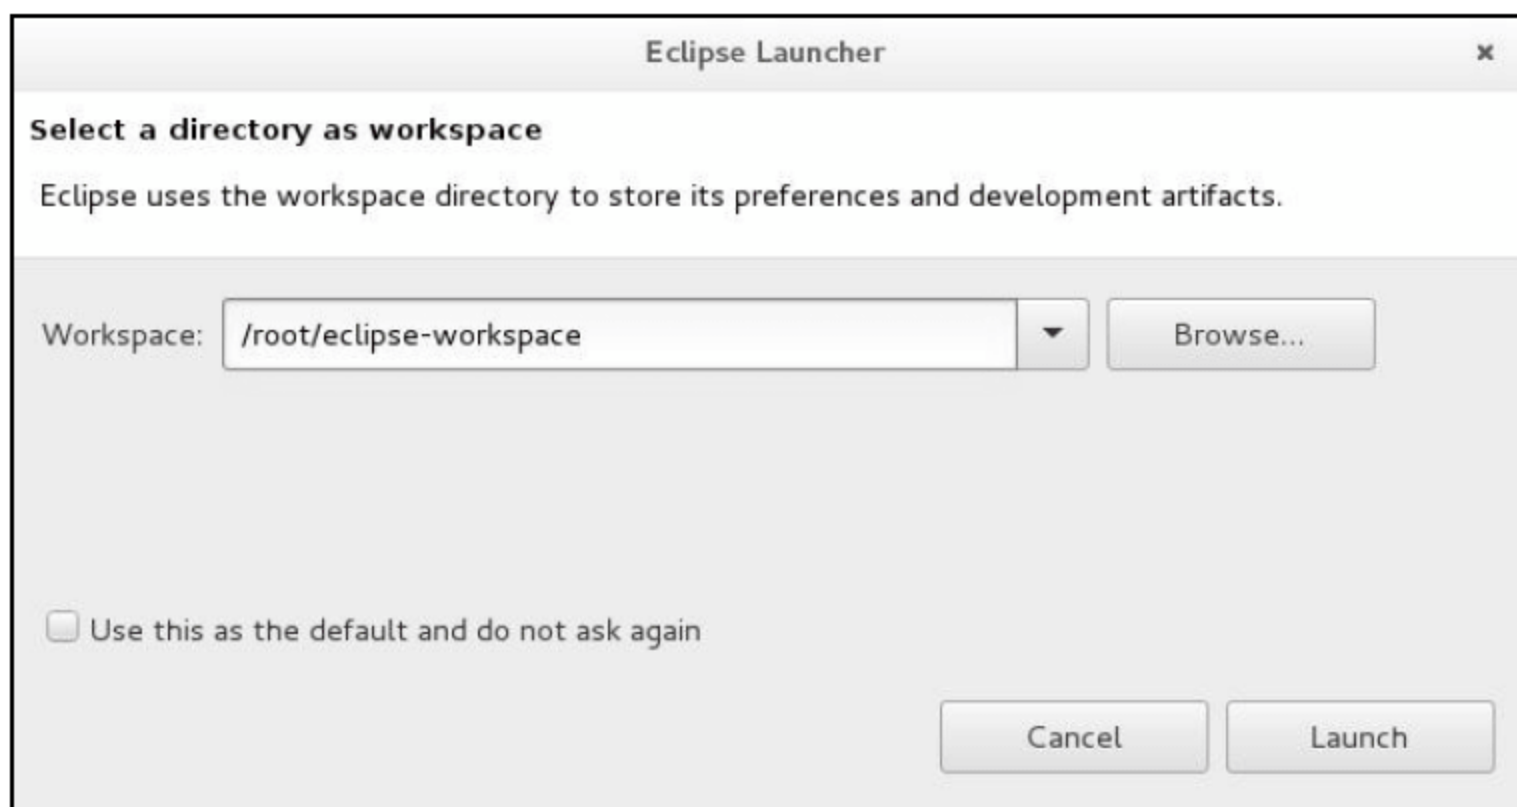 Eclipse Launcher
Select a directory as workspace
Eclipse uses the workspace directory to store its preferences and development artifacts.
Workspace: /root/eclipse-workspace Browse...
Use this as the default and do not ask again
Cancel Launch